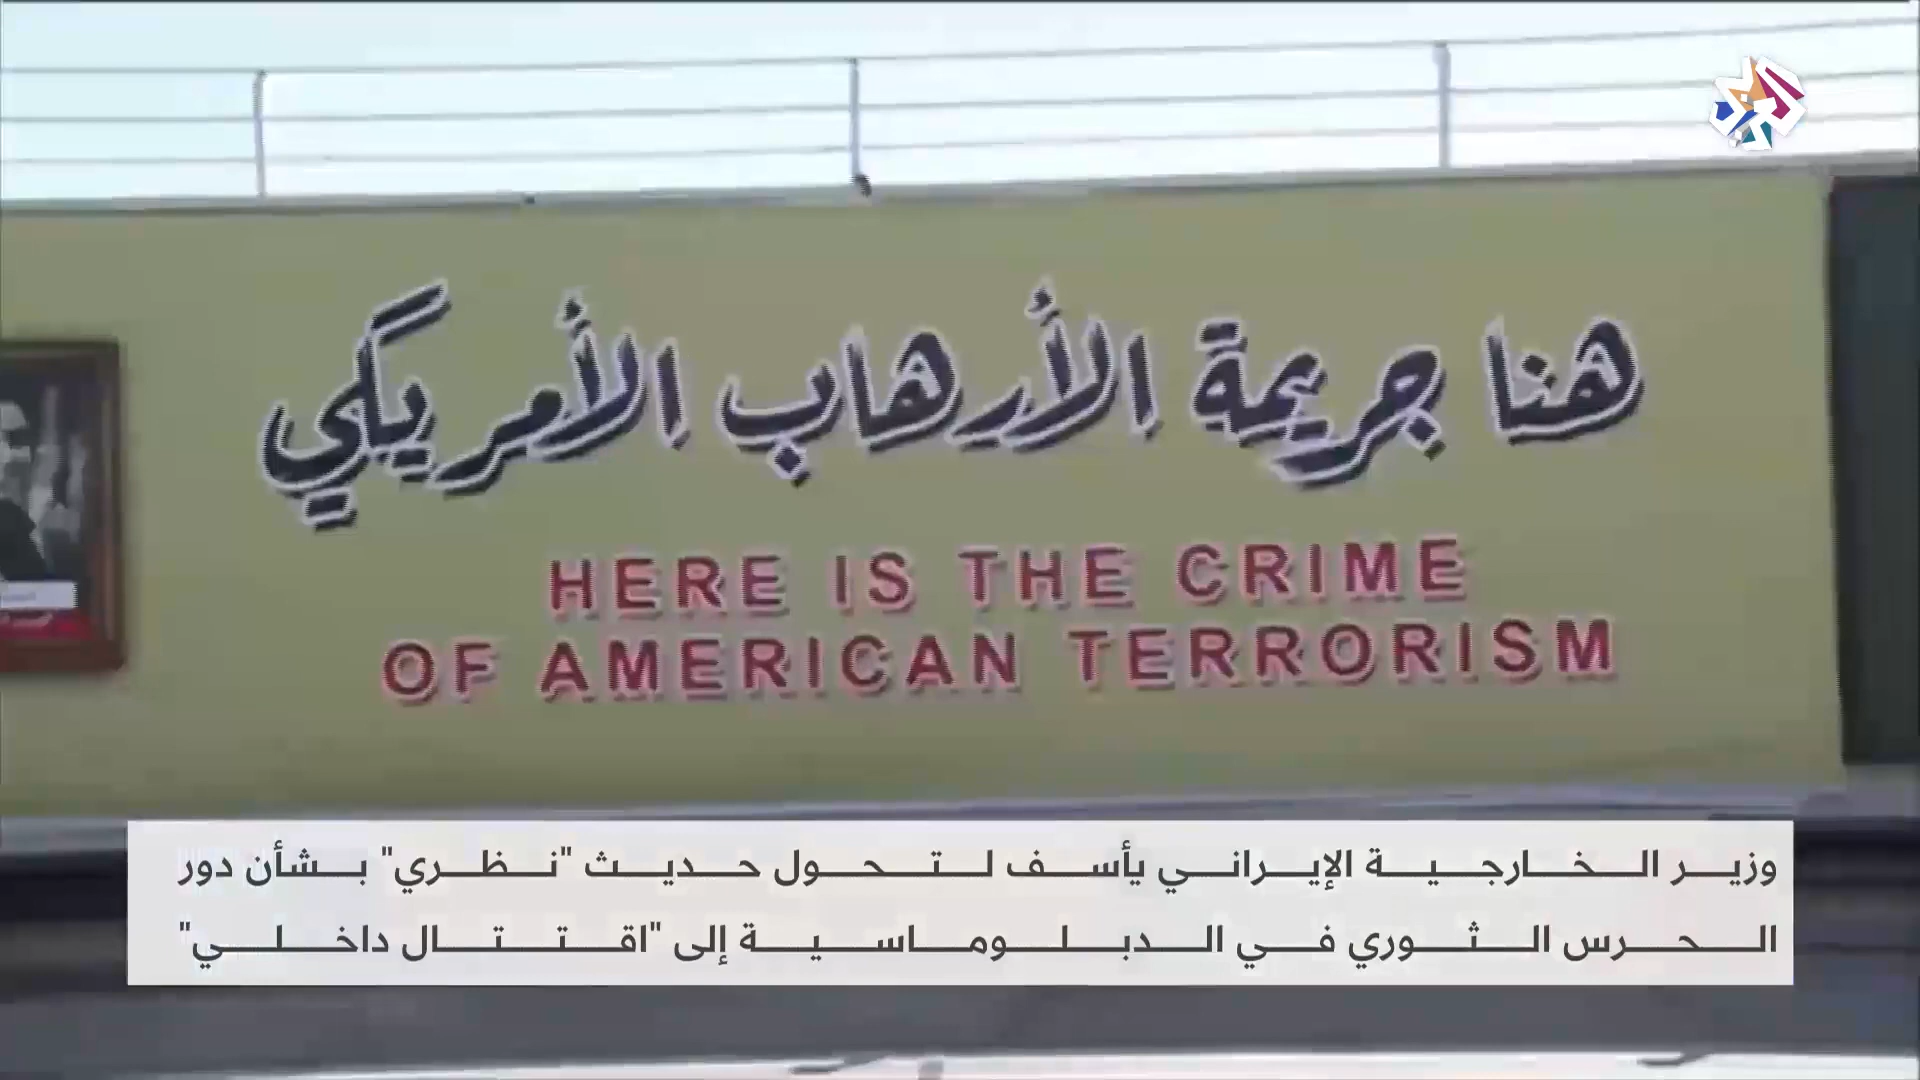 هنا جريمة الأرهاب الأمريكي
HERE IS THE CRIME
OF AMERICAN TERRORISM
وزير الخارجية الإيراني يأسف لتحول حديث "نظري" بشأن دور
الحرس الثوري في الدبلوماسية إلى "اقتتال داخلي"